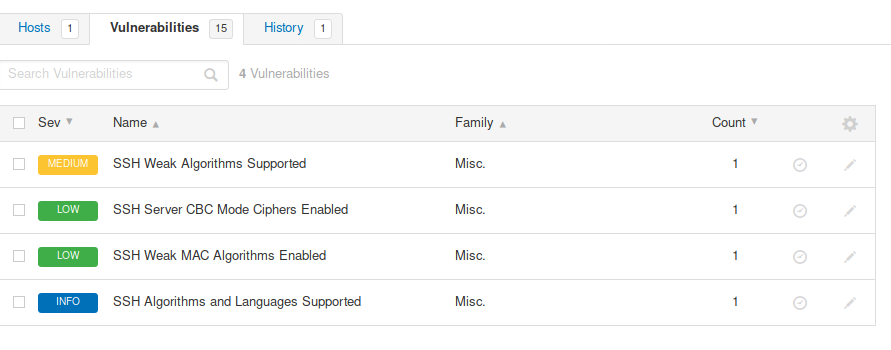 Hosts 1 Vulnerabilities 15 History 1
Search Vulnerabilities 4 Vulnerabilities
Sev Name Family Count
MEDIUM SSH Weak Algorithms Supported Misc. 1
LOW SSH Server CBC Mode Ciphers Enabled Misc. 1
LOW SSH Weak MAC Algorithms Enabled Misc. 1
INFO SSH Algorithms and Languages Supported Misc. 1